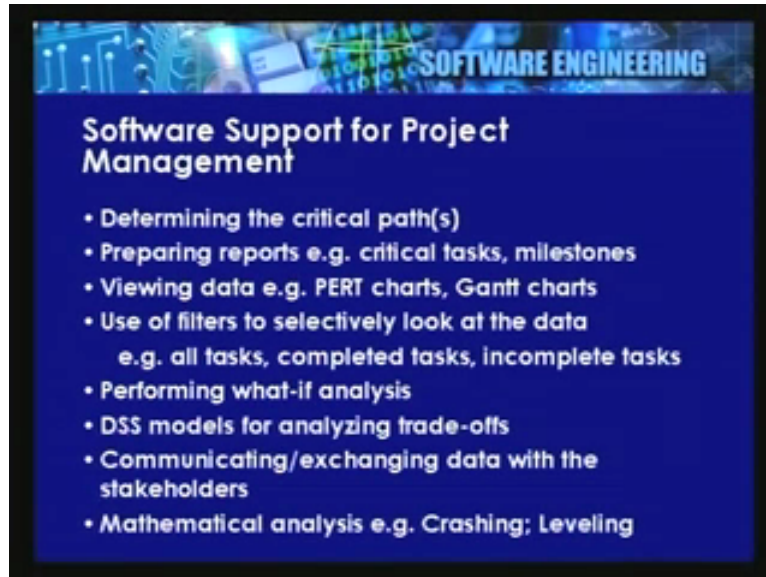 SOFTWARE ENGINEERING
Software Support for Project
Management
• Determining the critical path(s)
• Preparing reports e.g. critical tasks, milestones
• Viewing data e.g. PERT charts, Gantt charts
• Use of filters to selectively look at the data
e.g. all tasks, completed tasks, incomplete tasks
• Performing what-if analysis
• DSS models for analyzing trade-offs
• Communicating/exchanging data with the
stakeholders
• Mathematical analysis e.g. Crashing; Leveling